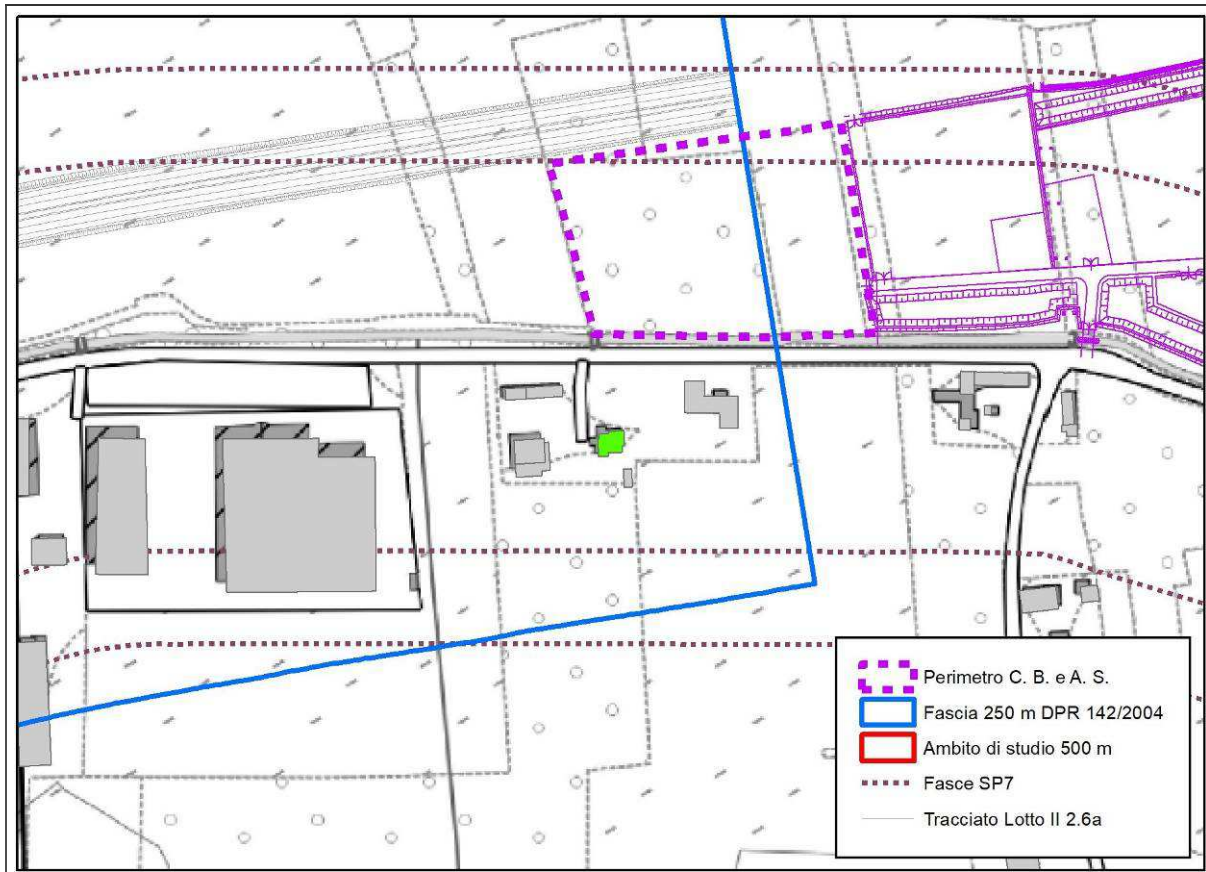 Perimetro C. B. e A. S.
Fascia 250 m DPR 142/2004
Ambito di studio 500 m
Fasce SP7
Tracciato Lotto II 2.6a